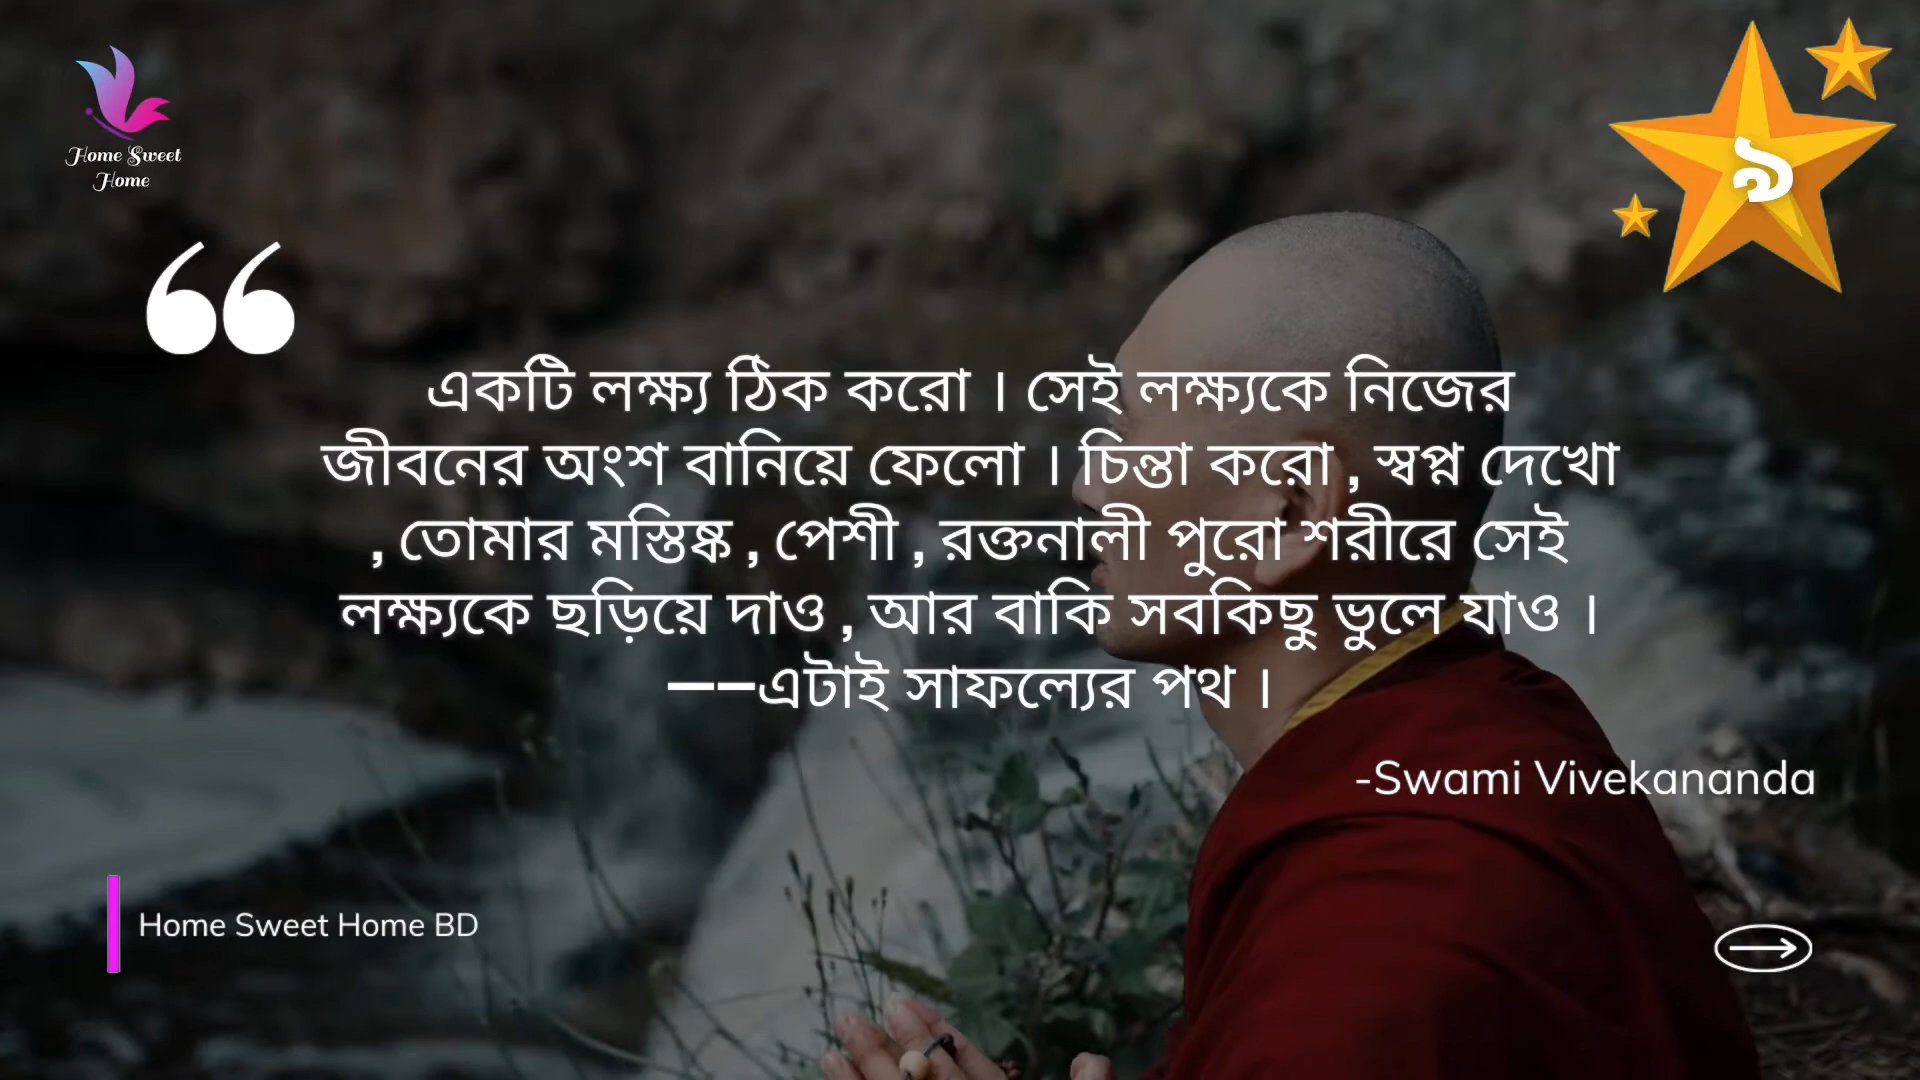 Home Sweet
Home
৯
একটি লক্ষ্য ঠিক করো । সেই লক্ষ্যকে নিজের
জীবনের অংশ বানিয়ে ফেলো । চিন্তা করো , স্বপ্ন দেখো
, তোমার মস্তিষ্ক , পেশী , রক্তনালী পুরো শরীরে সেই
লক্ষ্যকে ছড়িয়ে দাও , আর বাকি সবকিছু ভুলে যাও ।
––এটাই সাফল্যের পথ ।
-Swami Vivekananda
Home Sweet Home BD